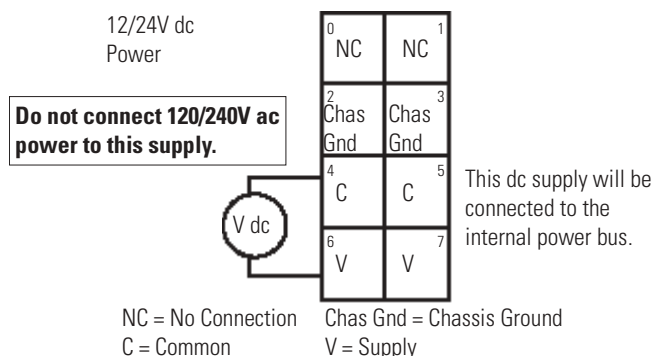 12/24V dc
Power
Do not connect 120/240V ac
power to this supply.
0 NC NC 1
2 Chas Gnd Chas Gnd 3
4 C C 5
V dc
6 V V 7
This dc supply will be
connected to the
internal power bus.
NC = No Connection Chas Gnd = Chassis Ground
C = Common V = Supply